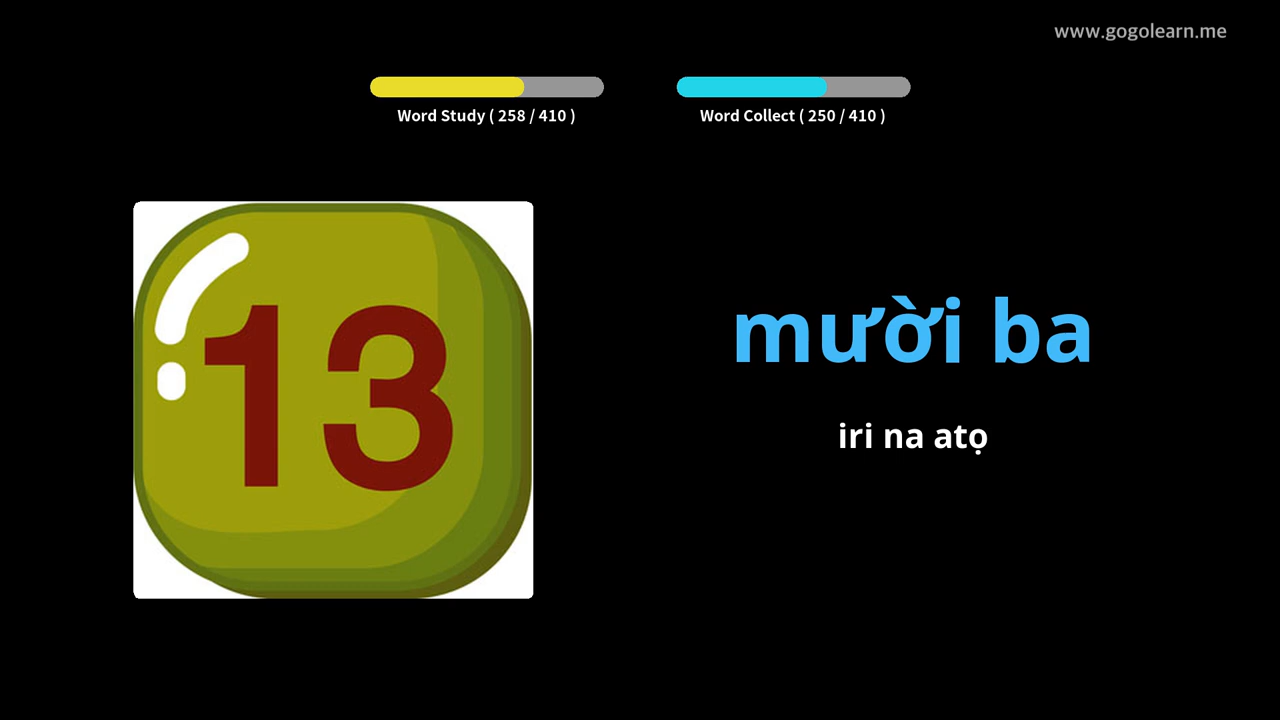 www.gogolearn.me
Word Study ( 258 / 410 )
Word Collect ( 250 / 410 )
13
mười ba
iri na atọ